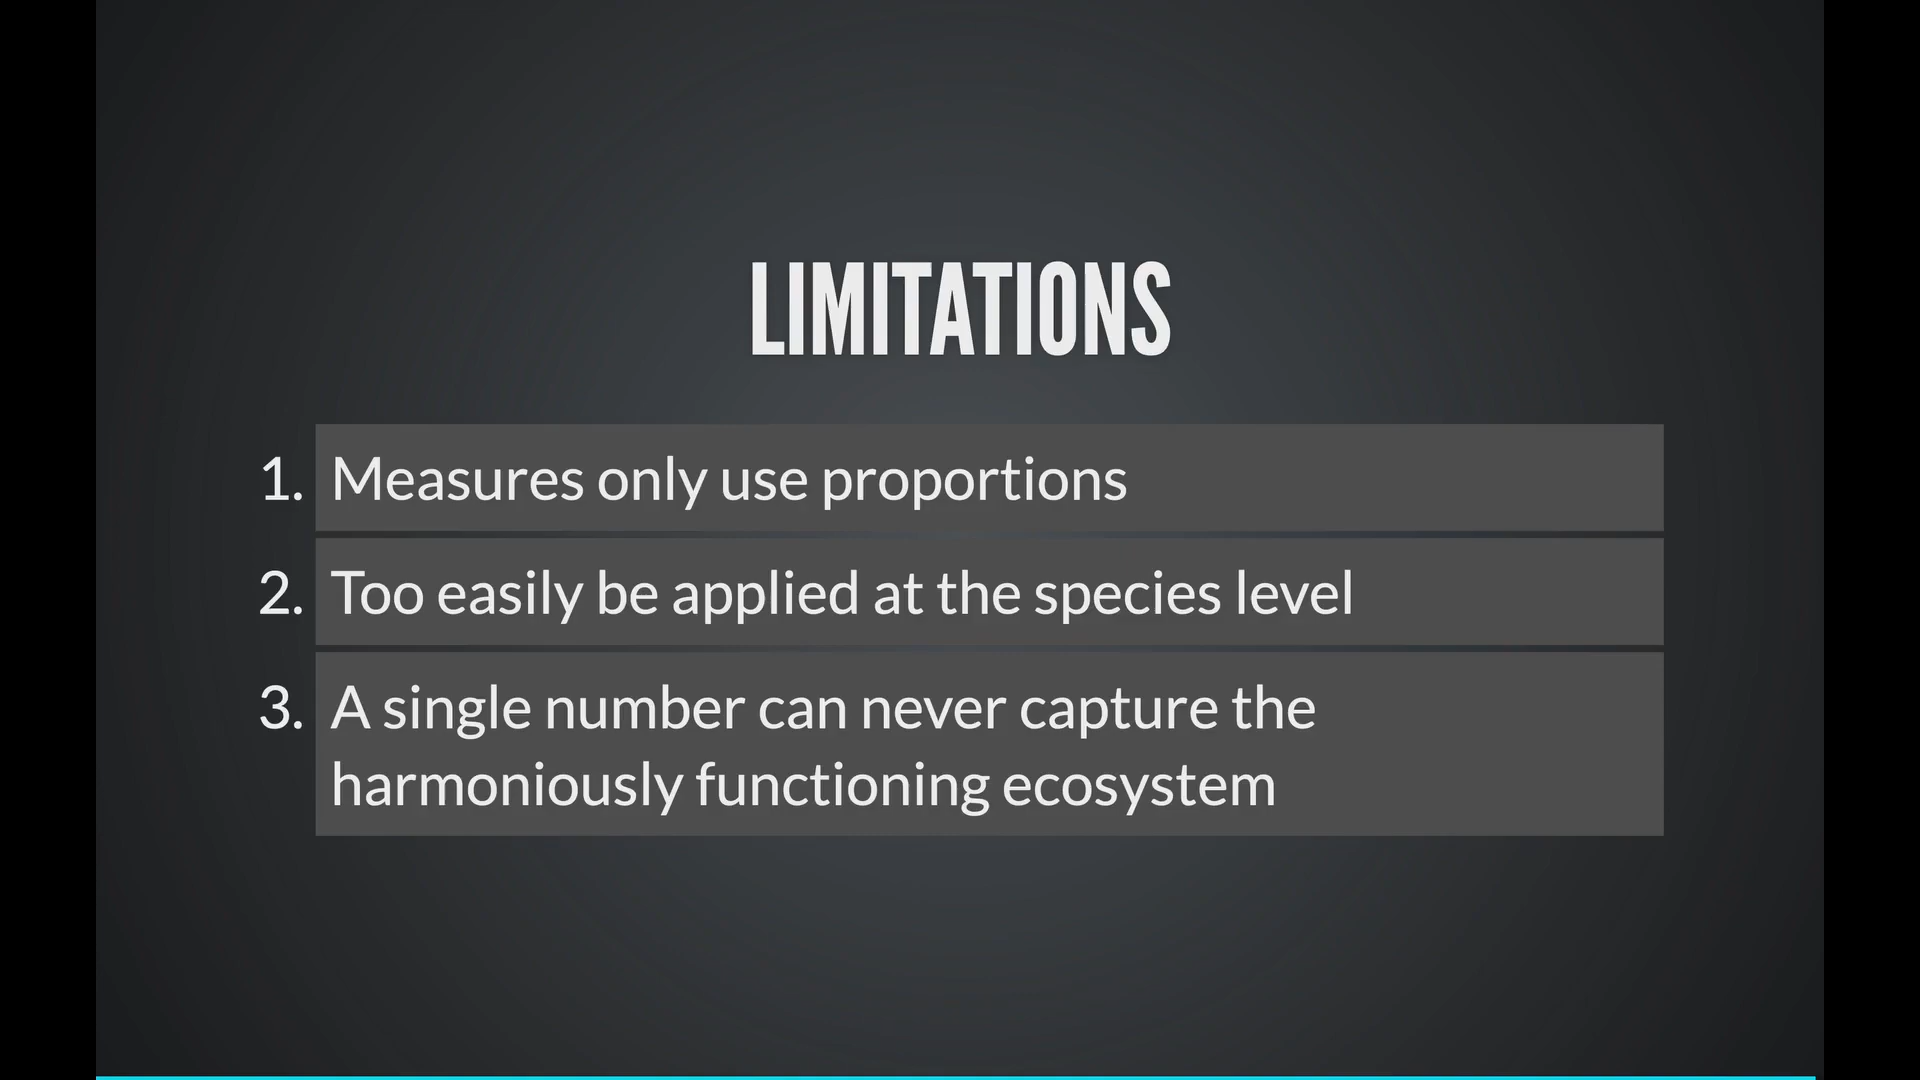 LIMITATIONS
1. Measures only use proportions
2. Too easily be applied at the species level
3. A single number can never capture the
harmoniously functioning ecosystem